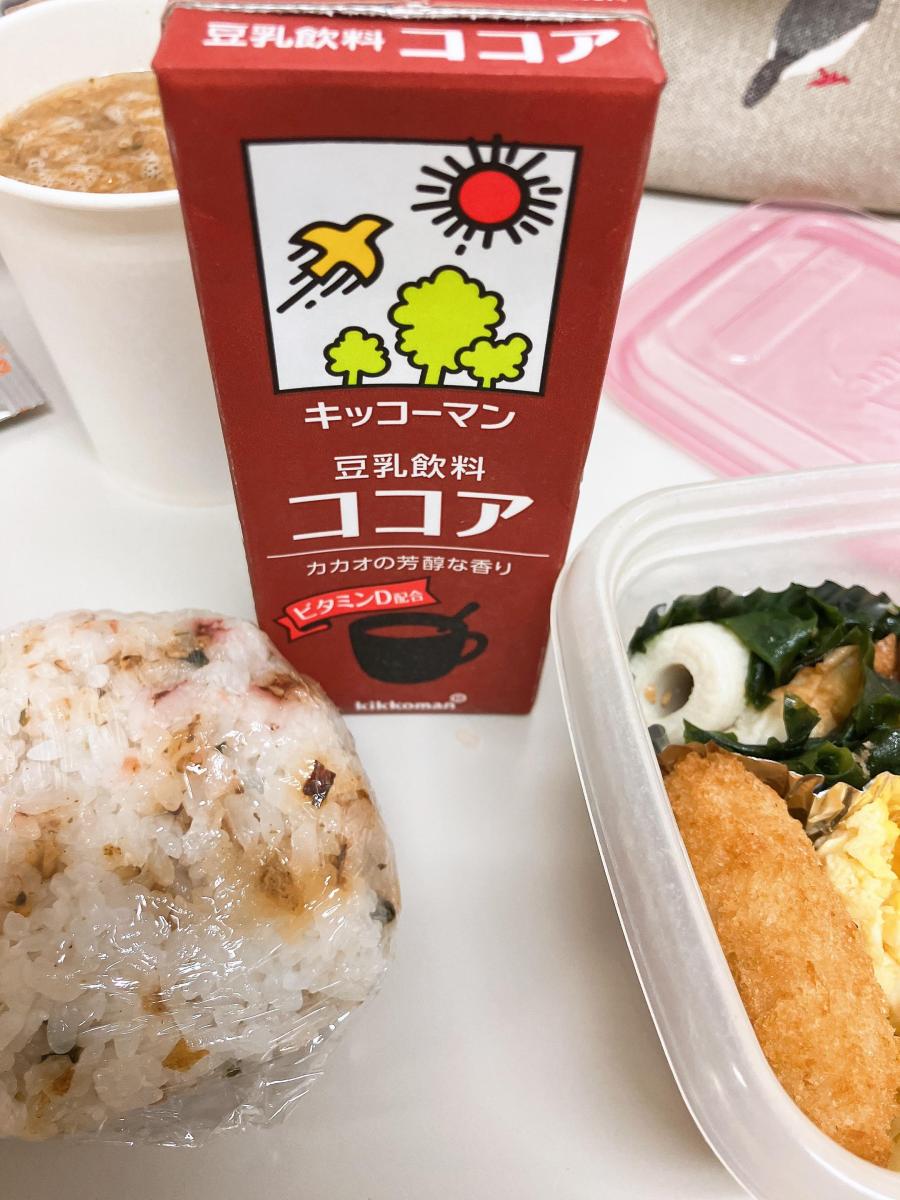 豆乳飲料 ココア
キッコーマン
豆乳飲料
ココア
カカオの芳醇な香り
ビタミンD配合
kikkoman